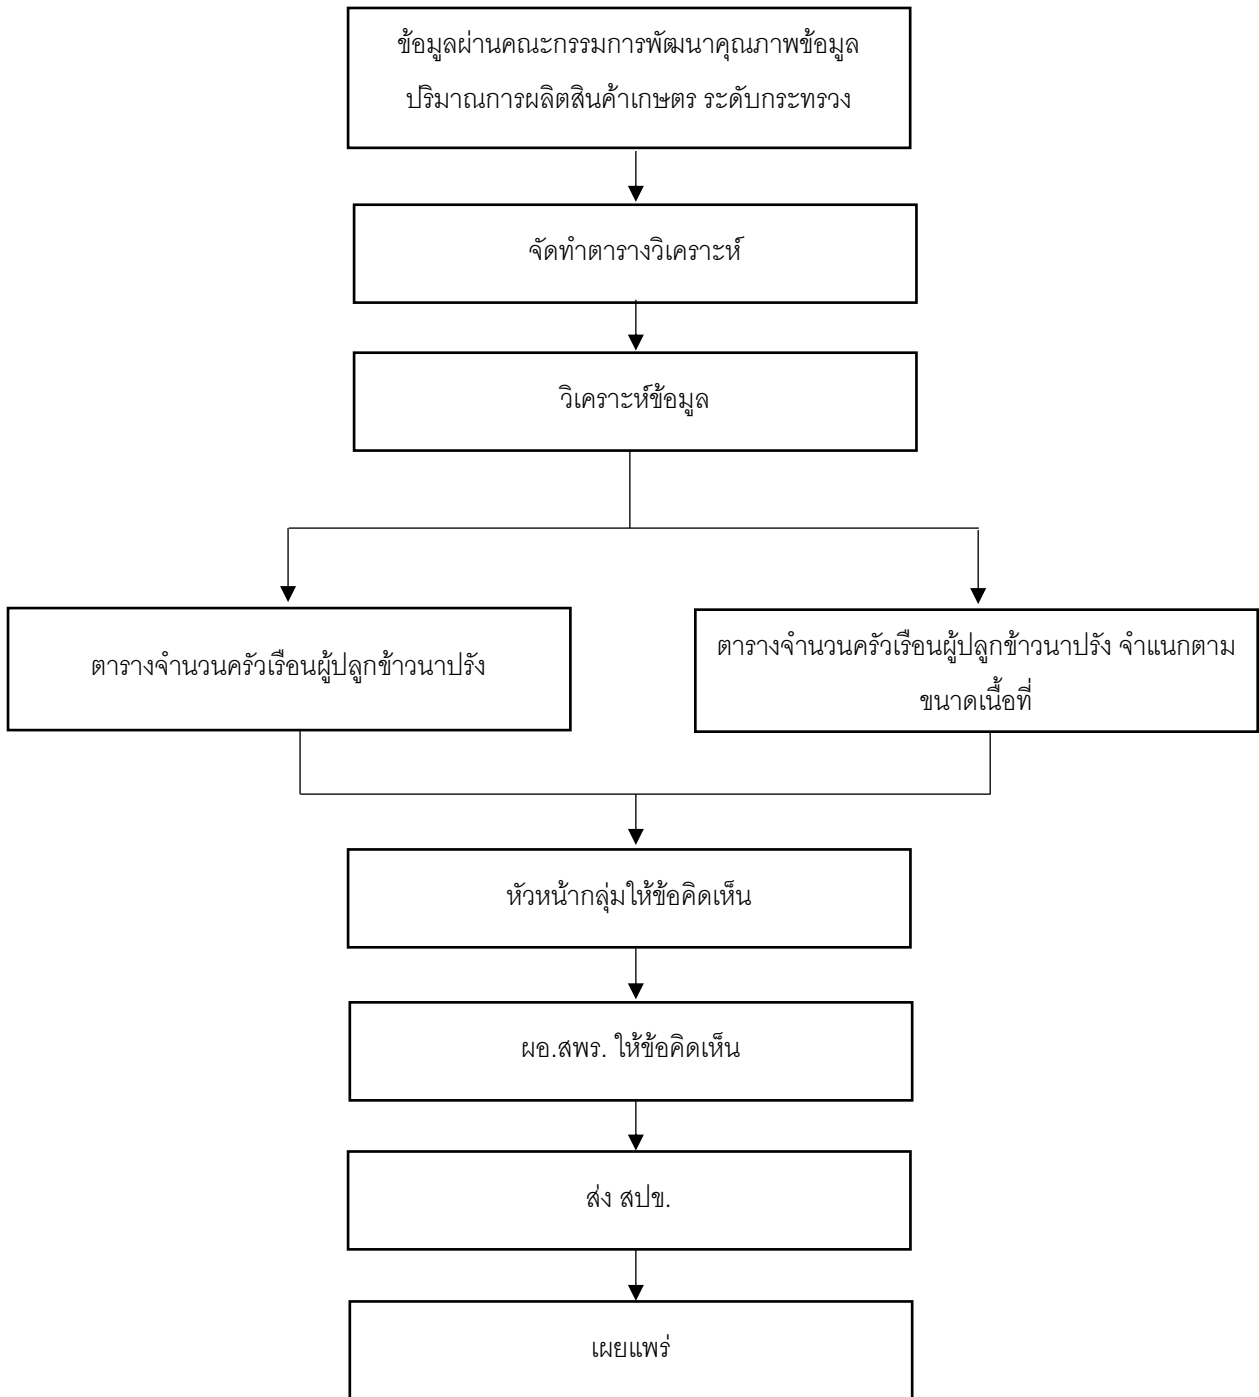 ข้อมูลผ่านคณะกรรมการพัฒนาคุณภาพข้อมูล
ปริมาณการผลิตสินค้าเกษตร ระดับกระทรวง
จัดทำตารางวิเคราะห์
วิเคราะห์ข้อมูล
ตารางจำนวนครัวเรือนผู้ปลูกข้าวนาปรัง
ตารางจำนวนครัวเรือนผู้ปลูกข้าวนาปรัง จำแนกตาม
ขนาดเนื้อที่
หัวหน้ากลุ่มให้ข้อคิดเห็น
ผอ.สพร. ให้ข้อคิดเห็น
ส่ง สปข.
เผยแพร่